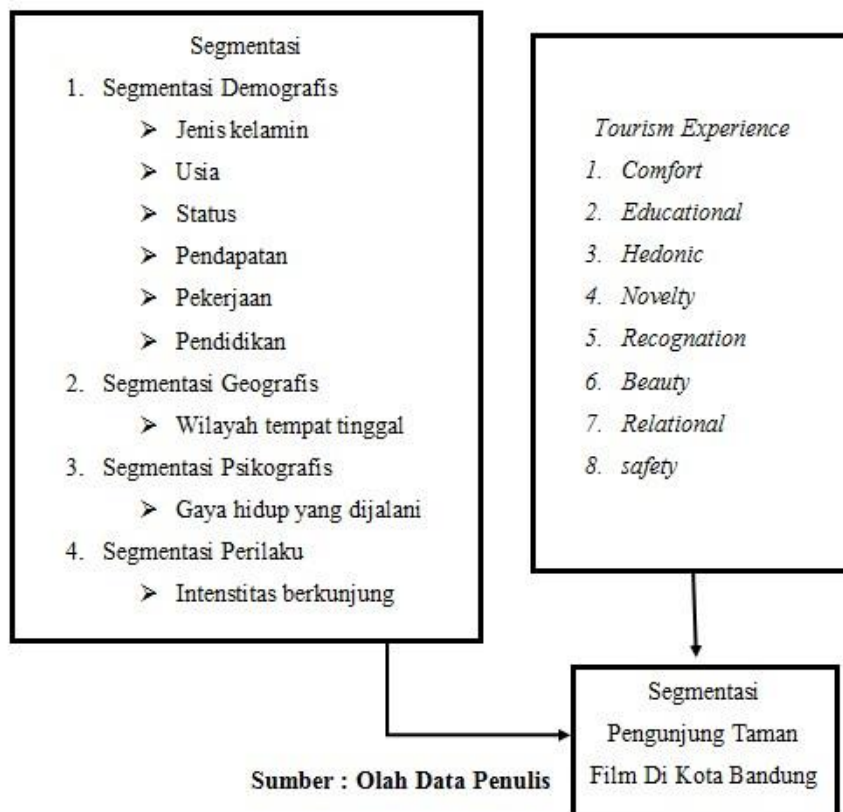 Segmentasi
1. Segmentasi Demografis
➢ Jenis kelamin
➢ Usia
➢ Status
➢ Pendapatan
➢ Pekerjaan
➢ Pendidikan
2. Segmentasi Geografis
➢ Wilayah tempat tinggal
3. Segmentasi Psikografis
➢ Gaya hidup yang dijalani
4. Segmentasi Perilaku
➢ Intenstitas berkunjung
Tourism Experience
1. Comfort
2. Educational
3. Hedonic
4. Novelty
5. Recognation
6. Beauty
7. Relational
8. safety
Segmentasi
Pengunjung Taman
Film Di Kota Bandung
Sumber : Olah Data Penulis